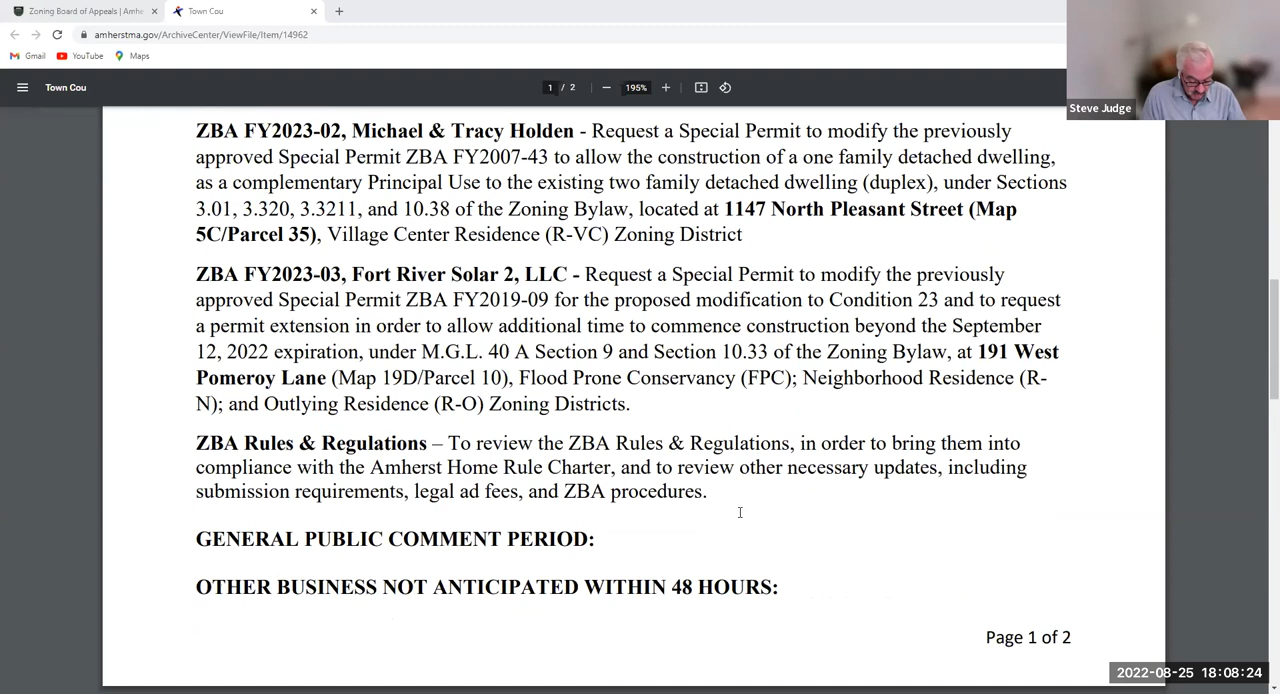 Zoning Board of Appeals | Amhe
Town Cou
amherstma.gov/ArchiveCenter/ViewFile/Item/14962
Gmail YouTube Maps
Town Cou
1 / 2
195%
Steve Judge
ZBA FY2023-02, Michael & Tracy Holden - Request a Special Permit to modify the previously
approved Special Permit ZBA FY2007-43 to allow the construction of a one family detached dwelling,
as a complementary Principal Use to the existing two family detached dwelling (duplex), under Sections
3.01, 3.320, 3.3211, and 10.38 of the Zoning Bylaw, located at 1147 North Pleasant Street (Map
5C/Parcel 35), Village Center Residence (R-VC) Zoning District
ZBA FY2023-03, Fort River Solar 2, LLC - Request a Special Permit to modify the previously
approved Special Permit ZBA FY2019-09 for the proposed modification to Condition 23 and to request
a permit extension in order to allow additional time to commence construction beyond the September
12, 2022 expiration, under M.G.L. 40 A Section 9 and Section 10.33 of the Zoning Bylaw, at 191 West
Pomeroy Lane (Map 19D/Parcel 10), Flood Prone Conservancy (FPC); Neighborhood Residence (R-
N); and Outlying Residence (R-O) Zoning Districts.
ZBA Rules & Regulations – To review the ZBA Rules & Regulations, in order to bring them into
compliance with the Amherst Home Rule Charter, and to review other necessary updates, including
submission requirements, legal ad fees, and ZBA procedures.
GENERAL PUBLIC COMMENT PERIOD:
OTHER BUSINESS NOT ANTICIPATED WITHIN 48 HOURS:
Page 1 of 2
2022-08-25 18:08:24